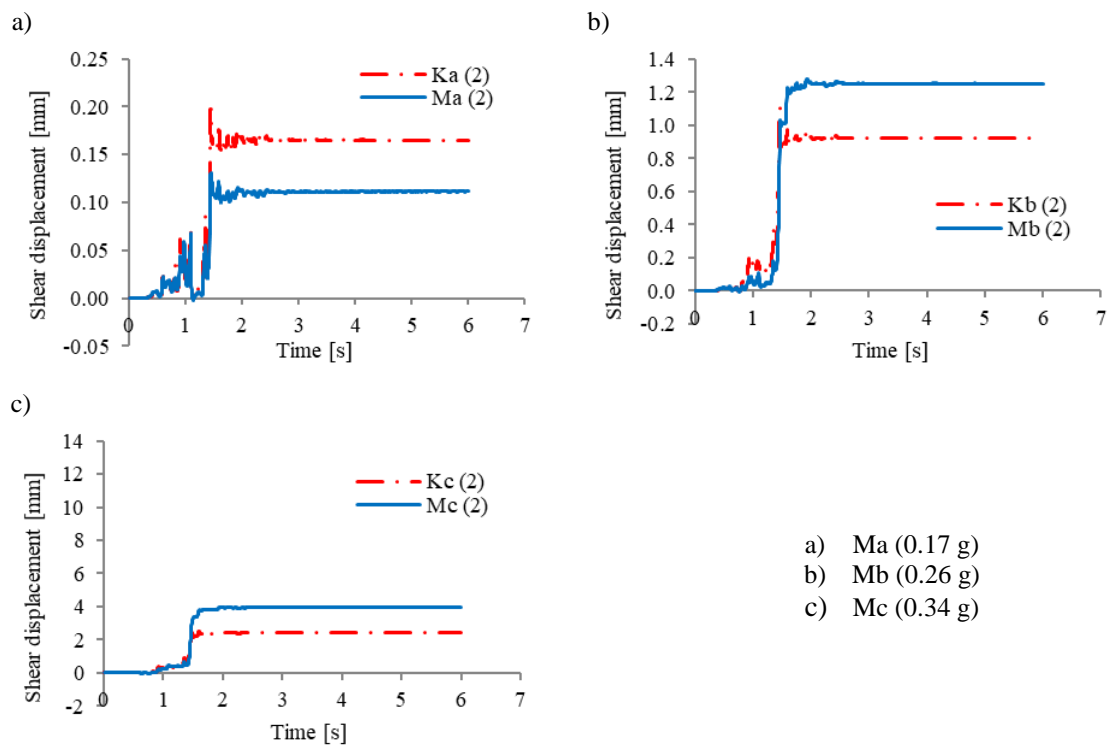 a)
0.25
0.20
0.15
0.10
0.05
0.00
-0.05
0 1 2 3 4 5 6 7
Shear displacement [mm]
Time [s]
Ka (2)
Ma (2)
b)
1.4
1.2
1.0
0.8
0.6
0.4
0.2
0.0
-0.2
0 1 2 3 4 5 6 7
Shear displacement [mm]
Time [s]
Kb (2)
Mb (2)
c)
14
12
10
8
6
4
2
0
-2
0 1 2 3 4 5 6 7
Shear displacement [mm]
Time [s]
Kc (2)
Mc (2)
a) Ma (0.17 g)
b) Mb (0.26 g)
c) Mc (0.34 g)